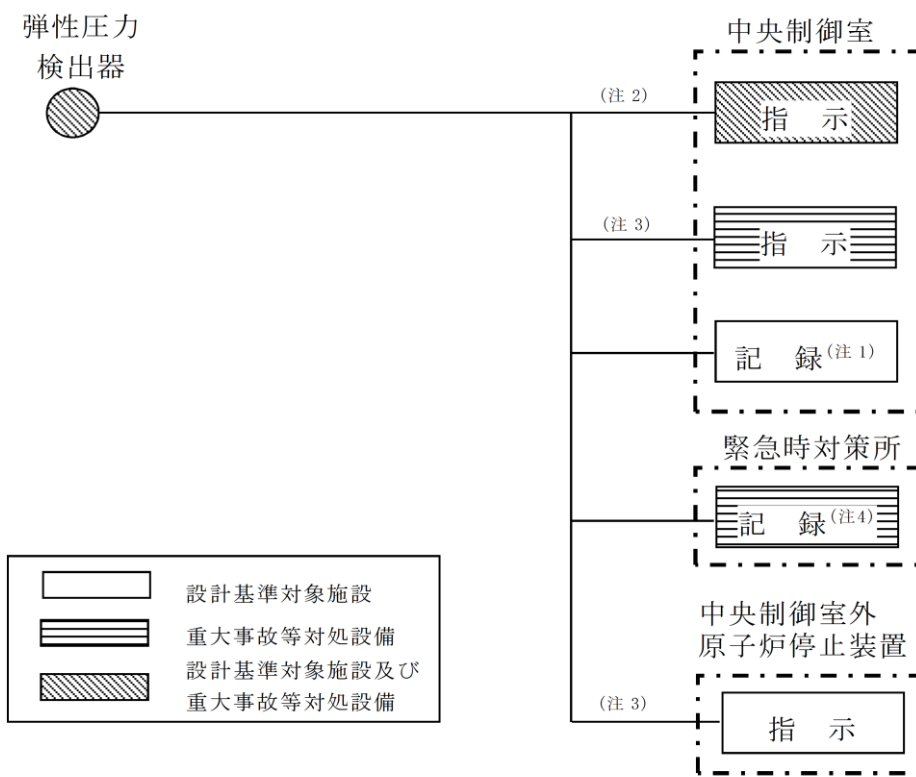 弾性圧力
検出器
中央制御室
(注 2)
指 示
(注 3)
指 示
記 録(注 1)
緊急時対策所
記 録(注4)
中央制御室外
原子炉停止装置
(注 3)
指 示
設計基準対象施設
重大事故等対処設備
設計基準対象施設及び
重大事故等対処設備